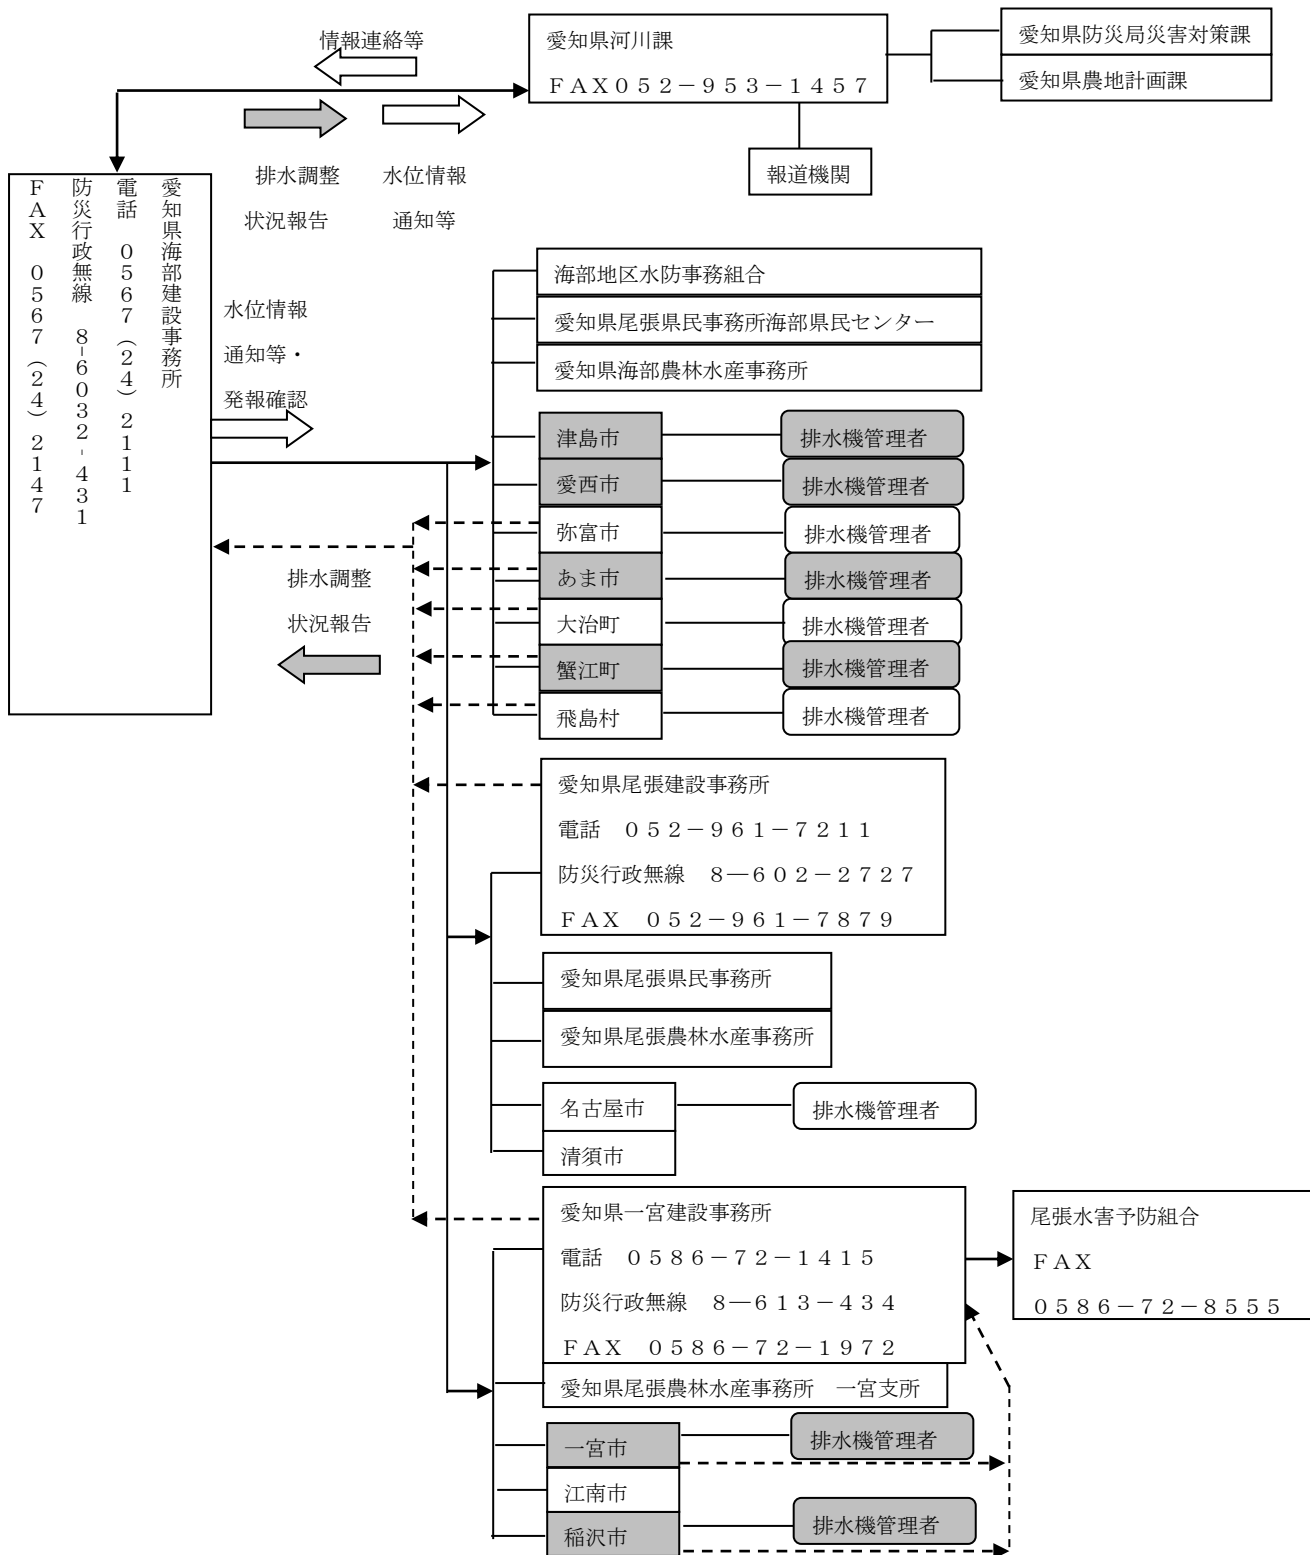 情報連絡等
愛知県河川課
ＦＡＸ０５２－９５３－１４５７
愛知県防災局災害対策課
愛知県農地計画課
報道機関
排水調整
状況報告
水位情報
通知等
愛知県海部建設事務所
電話　０５６７（２４）２１１１
防災行政無線　８-６０３２-４３１
ＦＡＸ　０５６７（２４）２１４７
水位情報
通知等・
発報確認
海部地区水防事務組合
愛知県尾張県民事務所海部県民センター
愛知県海部農林水産事務所
津島市
排水機管理者
愛西市
排水機管理者
弥富市
排水機管理者
あま市
排水機管理者
大治町
排水機管理者
蟹江町
排水機管理者
飛島村
排水機管理者
排水調整
状況報告
愛知県尾張建設事務所
電話　０５２－９６１－７２１１
防災行政無線　８―６０２－２７２７
ＦＡＸ　０５２－９６１－７８７９
愛知県尾張県民事務所
愛知県尾張農林水産事務所
名古屋市
排水機管理者
清須市
愛知県一宮建設事務所
電話　０５８６－７２－１４１５
防災行政無線　８―６１３－４３４
ＦＡＸ　０５８６－７２－１９７２
尾張水害予防組合
ＦＡＸ
０５８６－７２－８５５５
愛知県尾張農林水産事務所　一宮支所
一宮市
排水機管理者
江南市
稲沢市
排水機管理者